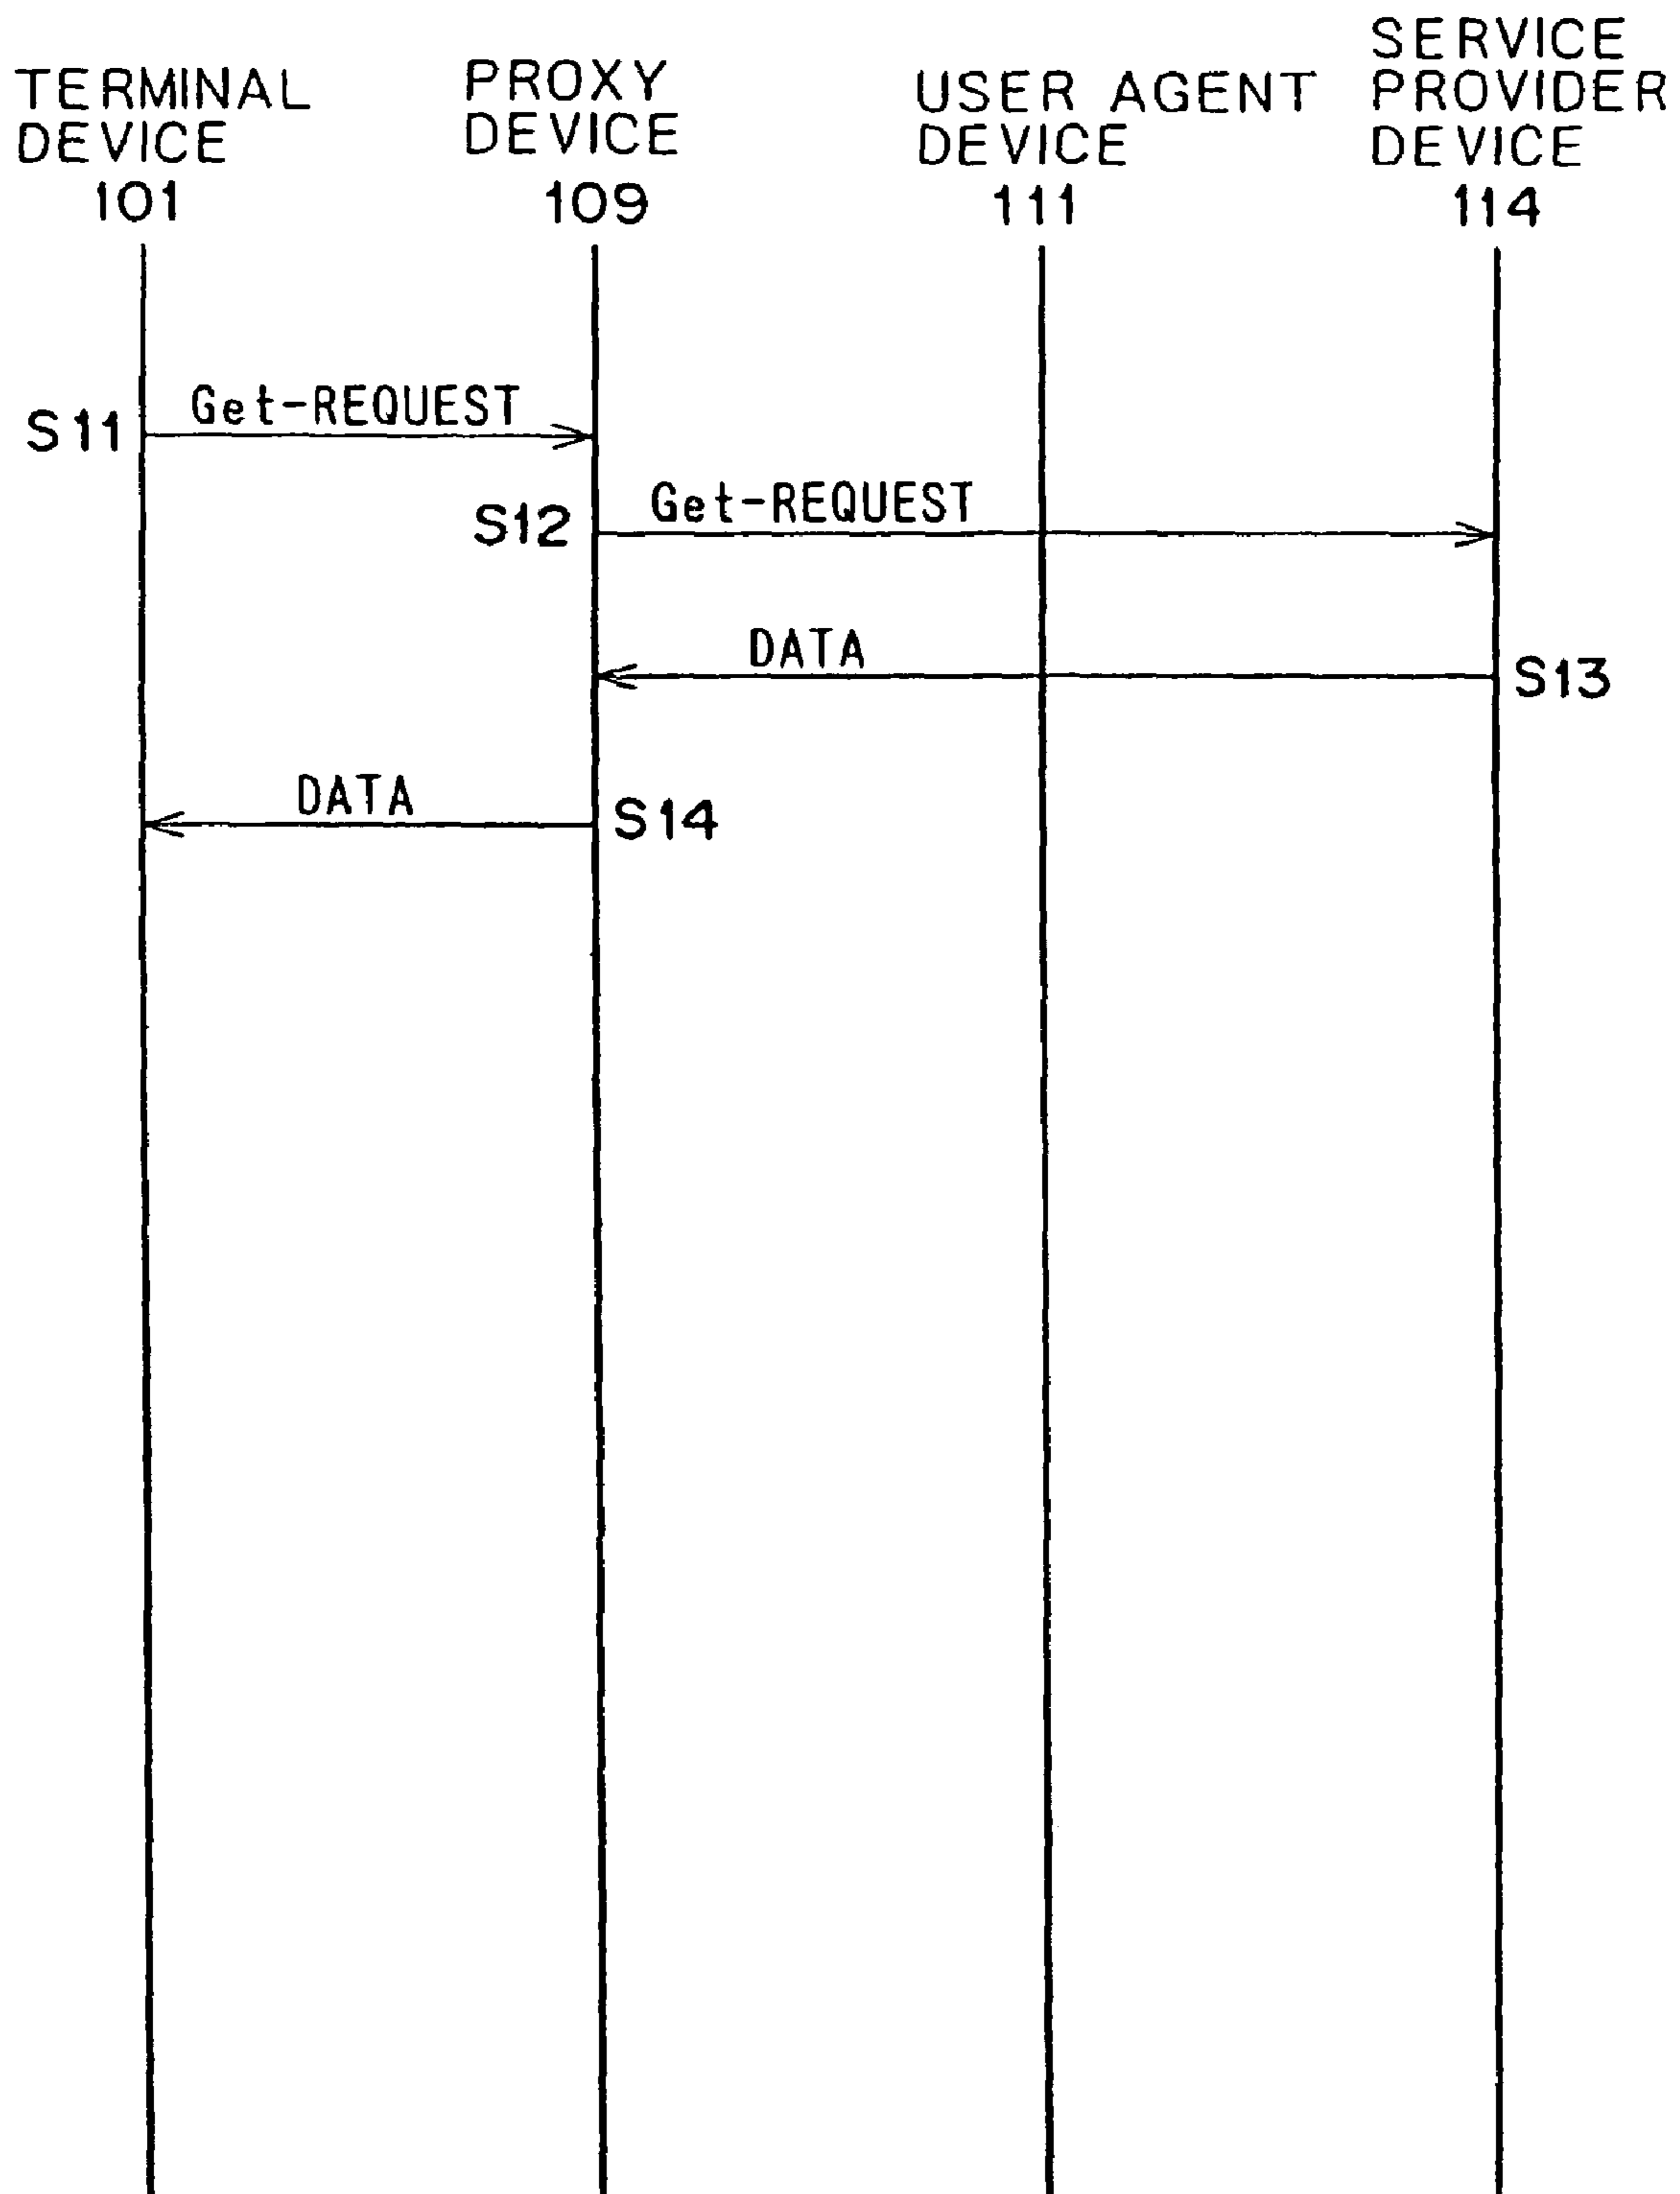 TERMINAL
DEVICE
101
PROXY
DEVICE
109
USER AGENT
DEVICE
111
SERVICE
PROVIDER
DEVICE
114
S11
Get-REQUEST
S12
Get-REQUEST
DATA
S13
DATA
S14